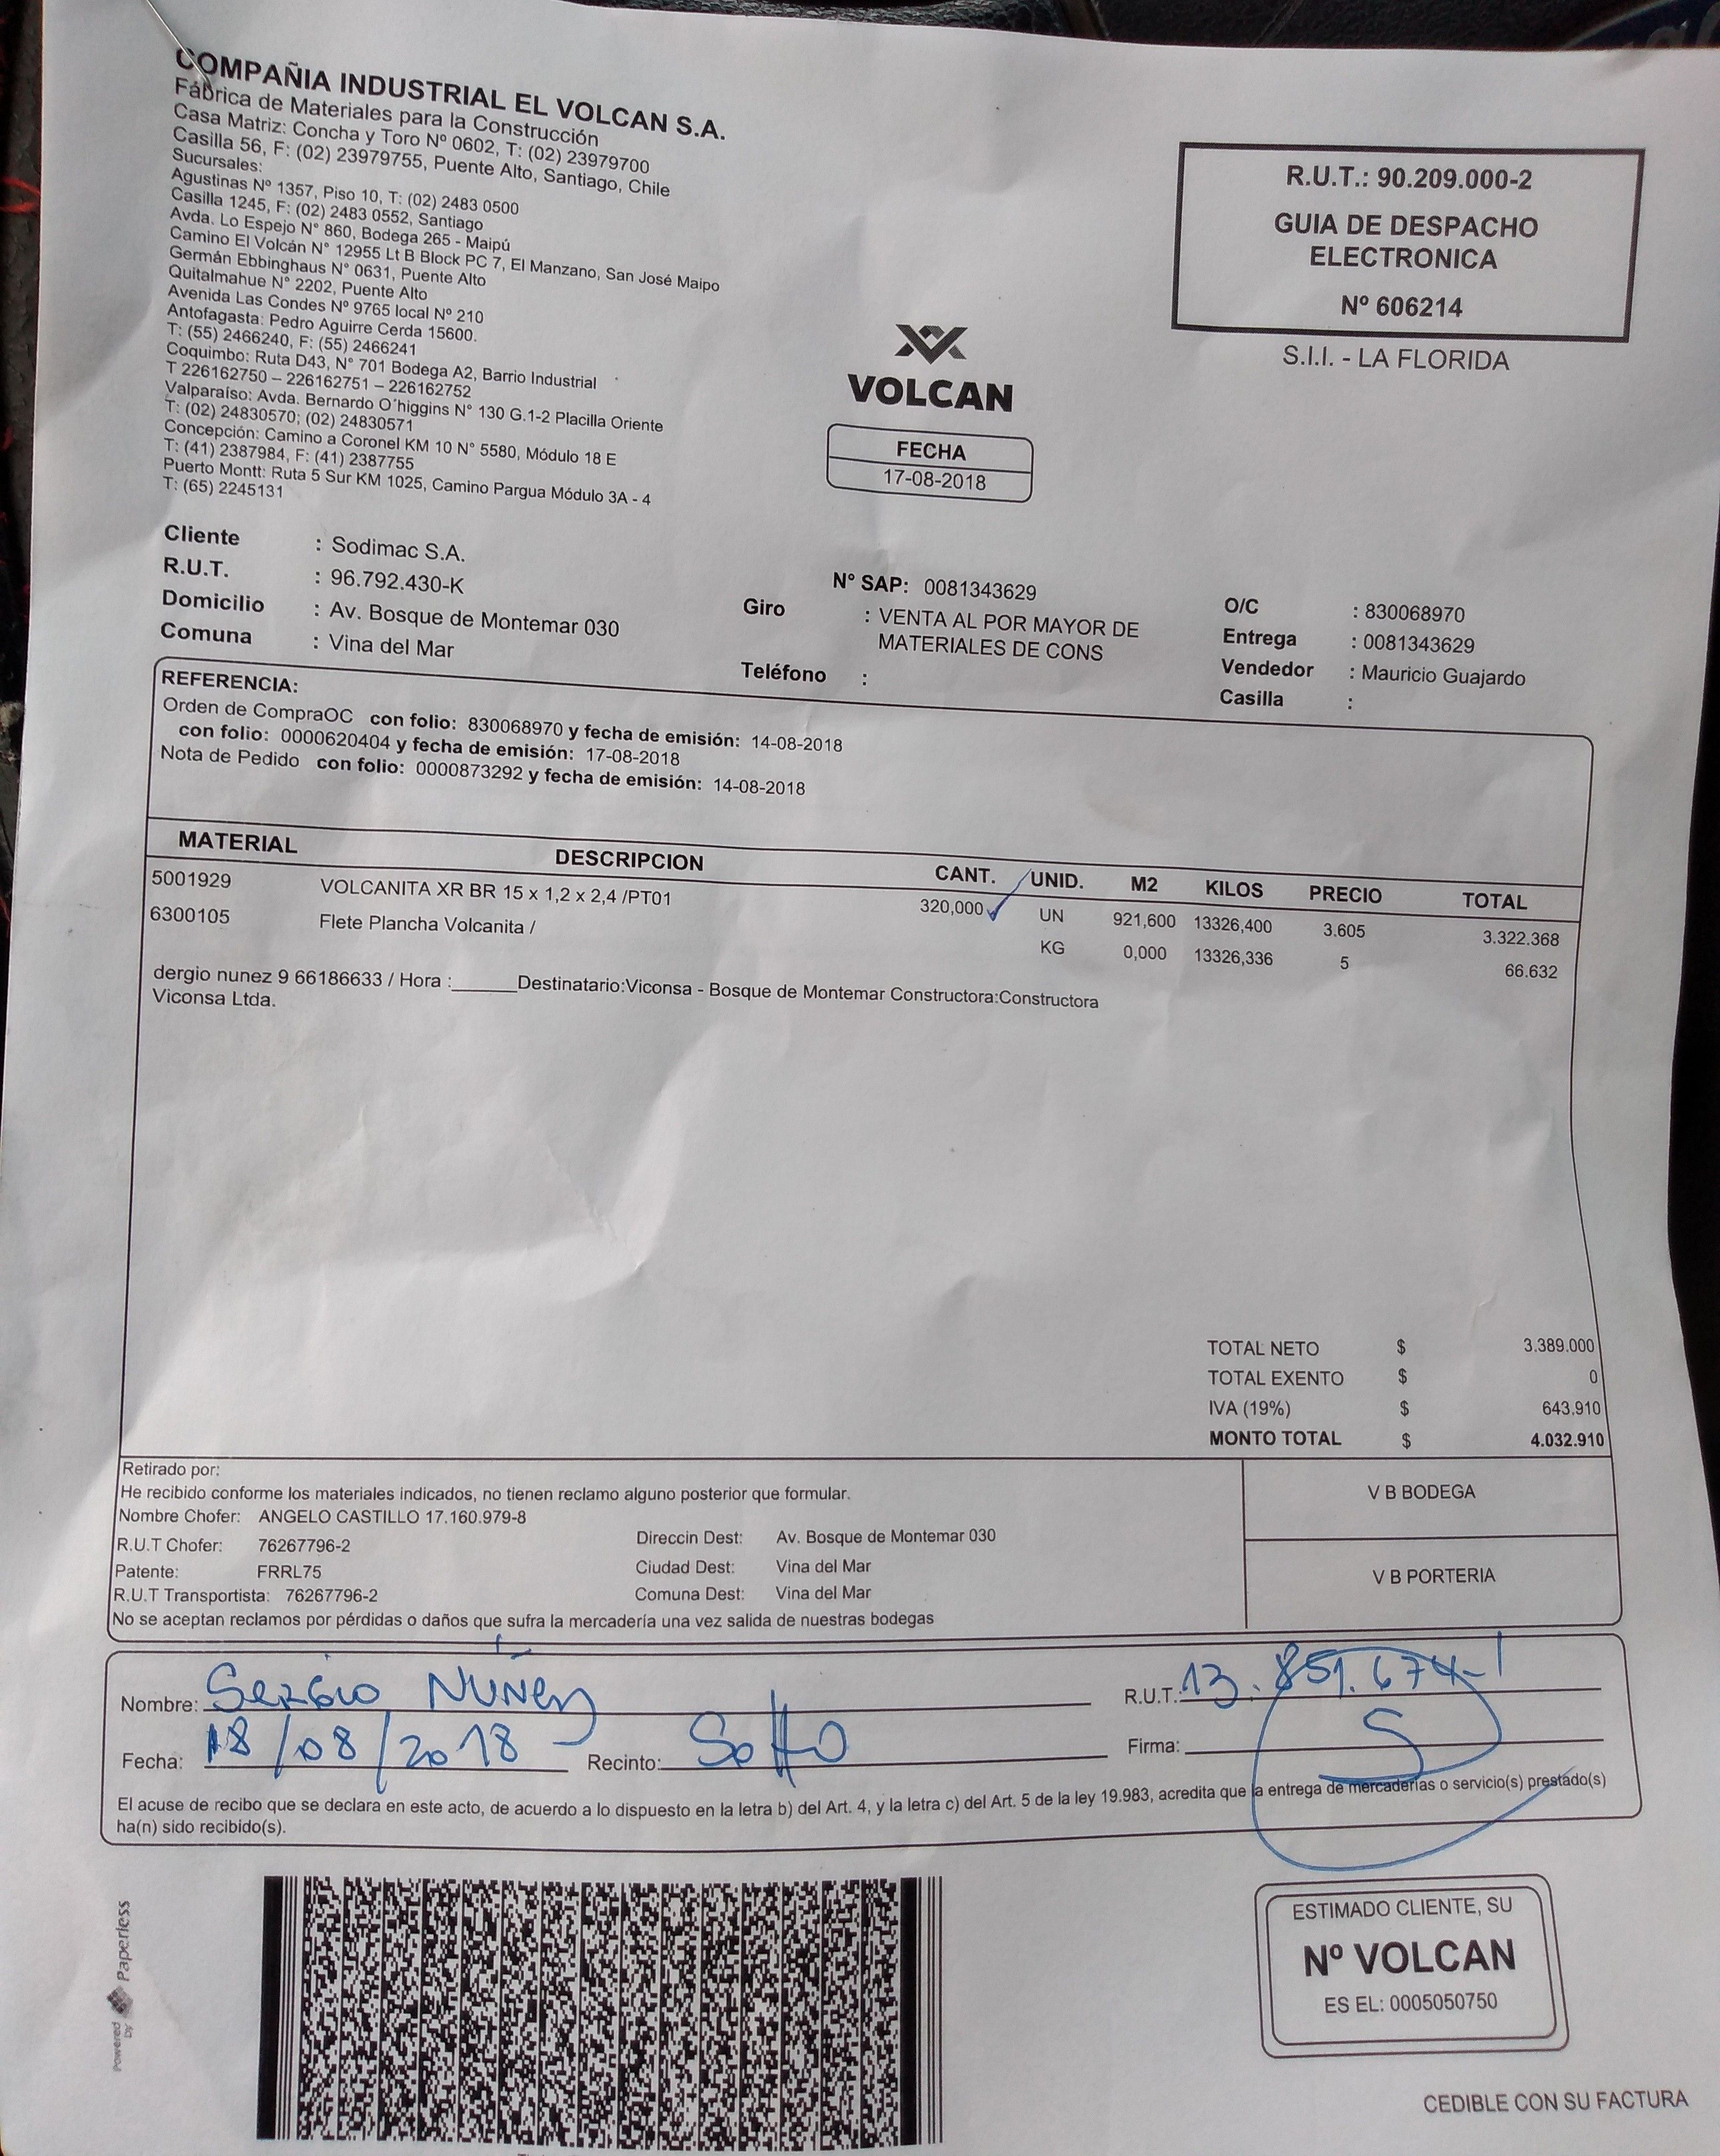 COMPAÑIA INDUSTRIAL EL VOLCAN S.A.
Fábrica de Materiales para la Construcción
Casa Matriz: Concha y Toro Nº 0602, T: (02) 23979700
Casilla 56, F: (02) 23979755, Puente Alto, Santiago, Chile
Sucursales:
Agustinas Nº 1357, Piso 10, T: (02) 2483 0500
Casilla 1245, F: (02) 2483 0552, Santiago
Avda. Lo Espejo N° 860, Bodega 265 - Maipú
Camino El Volcán N° 12955 Lt B Block PC 7, El Manzano, San José Maipo
Germán Ebbinghaus N° 0631, Puente Alto
Quitalmahue N° 2202, Puente Alto
Avenida Las Condes Nº 9765 local N° 210
Antofagasta: Pedro Aguirre Cerda 15600.
T: (55) 2466240, F: (55) 2466241
Coquimbo: Ruta D43, N° 701 Bodega A2, Barrio Industrial
T 226162750 – 226162751 – 226162752
Valparaíso: Avda. Bernardo O´higgins N° 130 G.1-2 Placilla Oriente
T: (02) 24830570; (02) 24830571
Concepción: Camino a Coronel KM 10 N° 5580, Módulo 18 E
T: (41) 2387984, F: (41) 2387755
Puerto Montt: Ruta 5 Sur KM 1025, Camino Pargua Módulo 3A - 4
T: (65) 2245131
R.U.T.: 90.209.000-2
GUIA DE DESPACHO
ELECTRONICA
Nº 606214
S.I.I. - LA FLORIDA
VOLCAN
FECHA
17-08-2018
Cliente : Sodimac S.A.
R.U.T. : 96.792.430-K
Domicilio : Av. Bosque de Montemar 030
Comuna : Vina del Mar
N° SAP: 0081343629
Giro : VENTA AL POR MAYOR DE
MATERIALES DE CONS
Teléfono :
O/C : 830068970
Entrega : 0081343629
Vendedor : Mauricio Guajardo
Casilla :
REFERENCIA:
Orden de CompraOC con folio: 830068970 y fecha de emisión: 14-08-2018
con folio: 0000620404 y fecha de emisión: 17-08-2018
Nota de Pedido con folio: 0000873292 y fecha de emisión: 14-08-2018
MATERIAL DESCRIPCION CANT. UNID. M2 KILOS PRECIO TOTAL
5001929 VOLCANITA XR BR 15 x 1,2 x 2,4 /PT01 320,000 UN 921,600 13326,400 3.605 3.322.368
6300105 Flete Plancha Volcanita / KG 0,000 13326,336 5 66.632
dergio nunez 9 66186633 / Hora :______Destinatario:Viconsa - Bosque de Montemar Constructora:Constructora
Viconsa Ltda.
TOTAL NETO $ 3.389.000
TOTAL EXENTO $ 0
IVA (19%) $ 643.910
MONTO TOTAL $ 4.032.910
Retirado por:
He recibido conforme los materiales indicados, no tienen reclamo alguno posterior que formular.
Nombre Chofer: ANGELO CASTILLO 17.160.979-8
R.U.T Chofer: 76267796-2 Direccin Dest: Av. Bosque de Montemar 030
Patente: FRRL75 Ciudad Dest: Vina del Mar
R.U.T Transportista: 76267796-2 Comuna Dest: Vina del Mar
No se aceptan reclamos por pérdidas o daños que sufra la mercadería una vez salida de nuestras bodegas
V B BODEGA
V B PORTERIA
Nombre: Sergio Núñez R.U.T.: 13.851.674-1
Fecha: 18/08/2018 Recinto: Sotto Firma: S
El acuse de recibo que se declara en este acto, de acuerdo a lo dispuesto en la letra b) del Art. 4, y la letra c) del Art. 5 de la ley 19.983, acredita que la entrega de mercaderías o servicio(s) prestado(s)
ha(n) sido recibido(s).
Powered by Paperless
ESTIMADO CLIENTE, SU
Nº VOLCAN
ES EL: 0005050750
CEDIBLE CON SU FACTURA